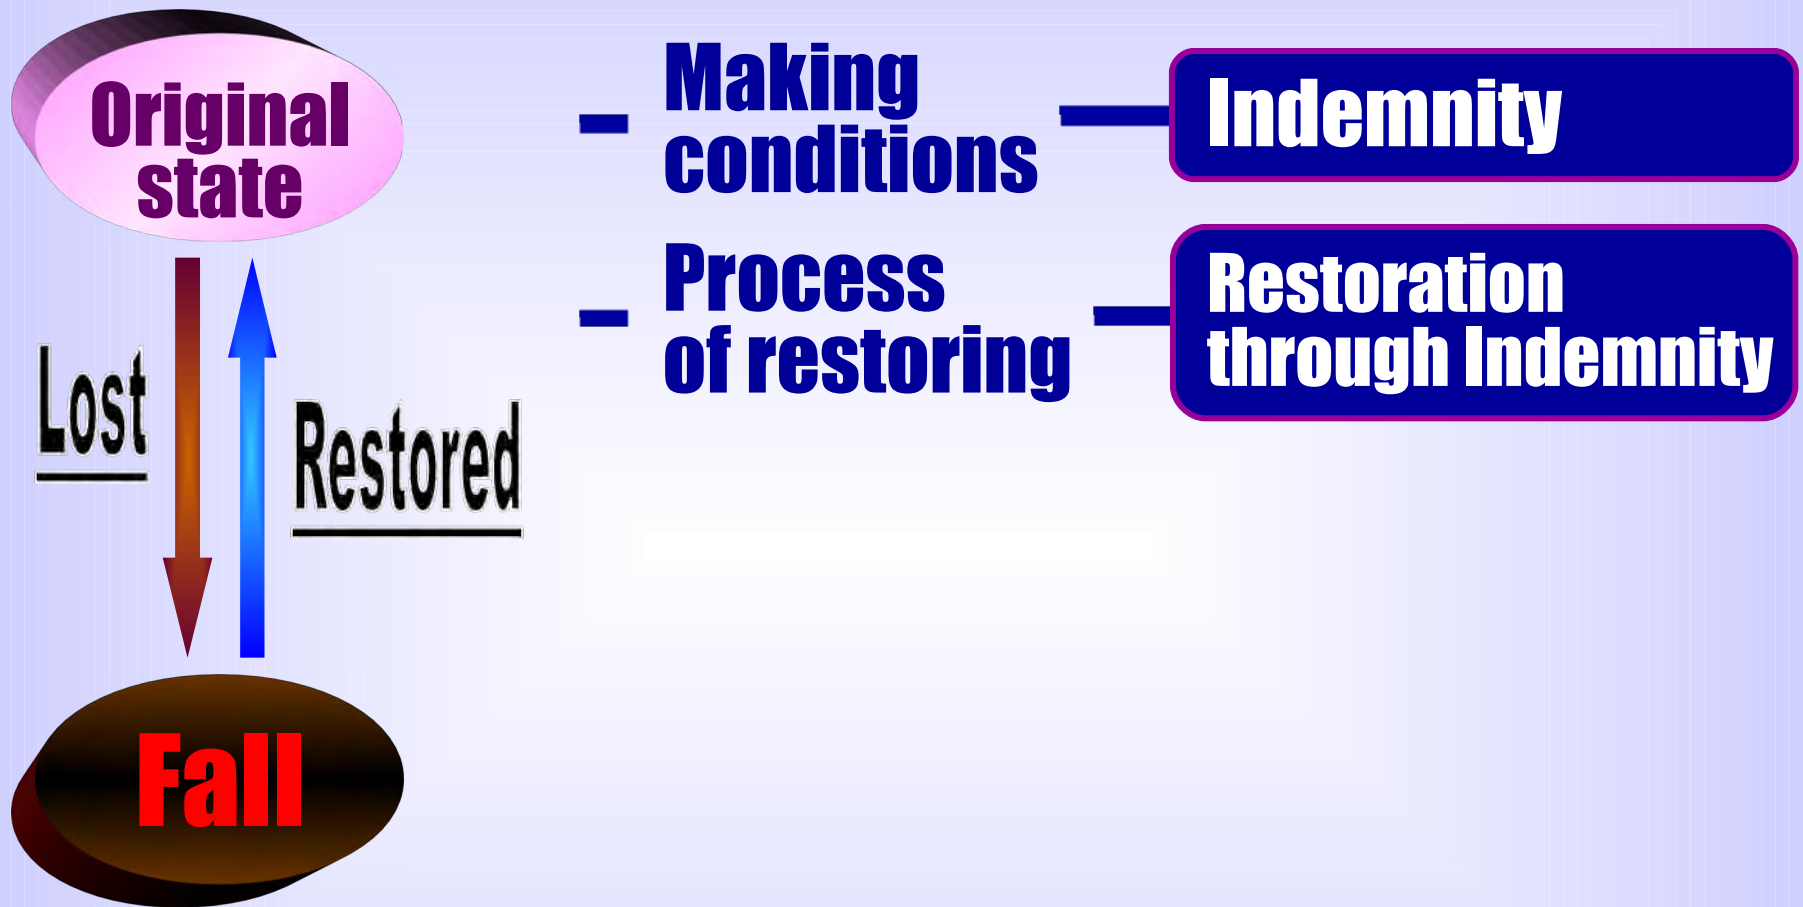 Original
state
Lost
Restored
Fall
- Making
conditions
— Indemnity
- Process
of restoring
— Restoration
through Indemnity